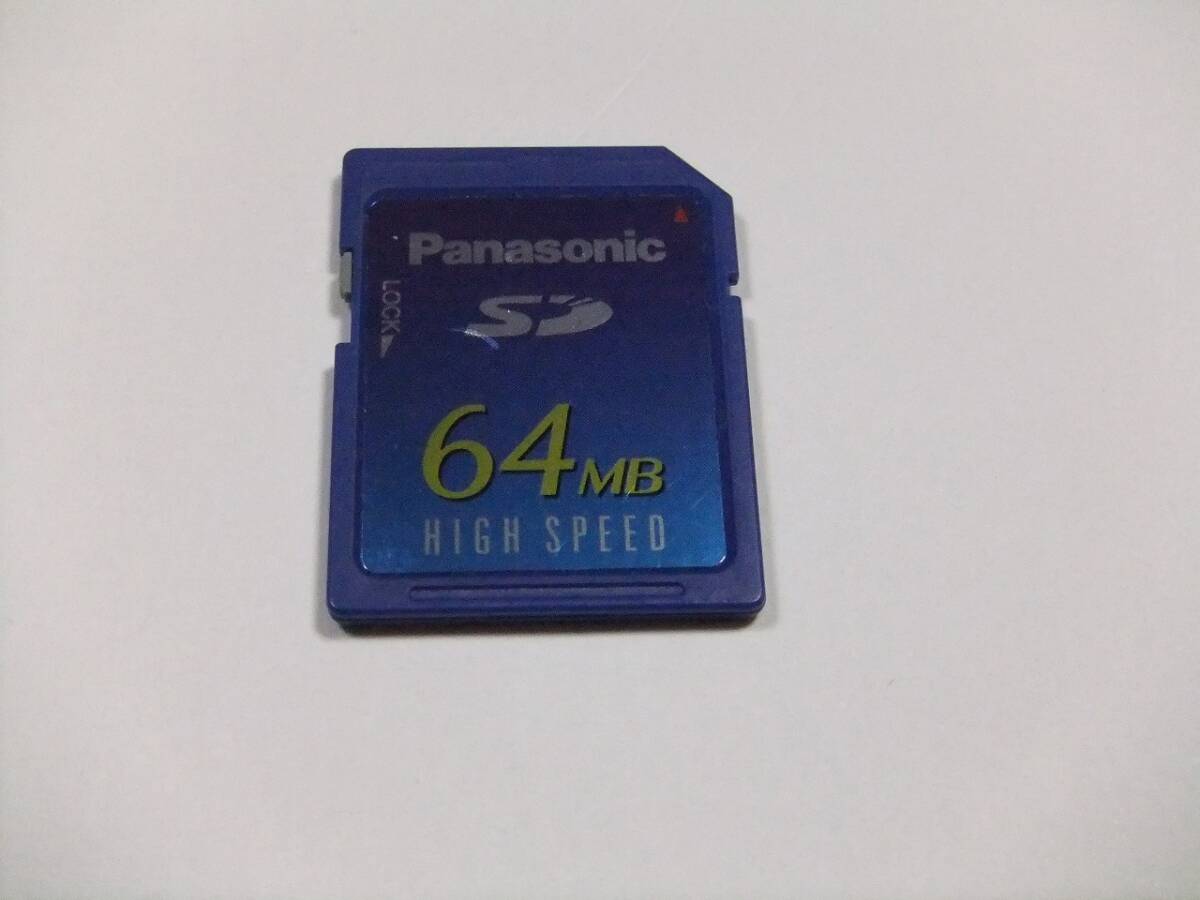 Panasonic
LOCK
SD
64MB
HIGH SPEED